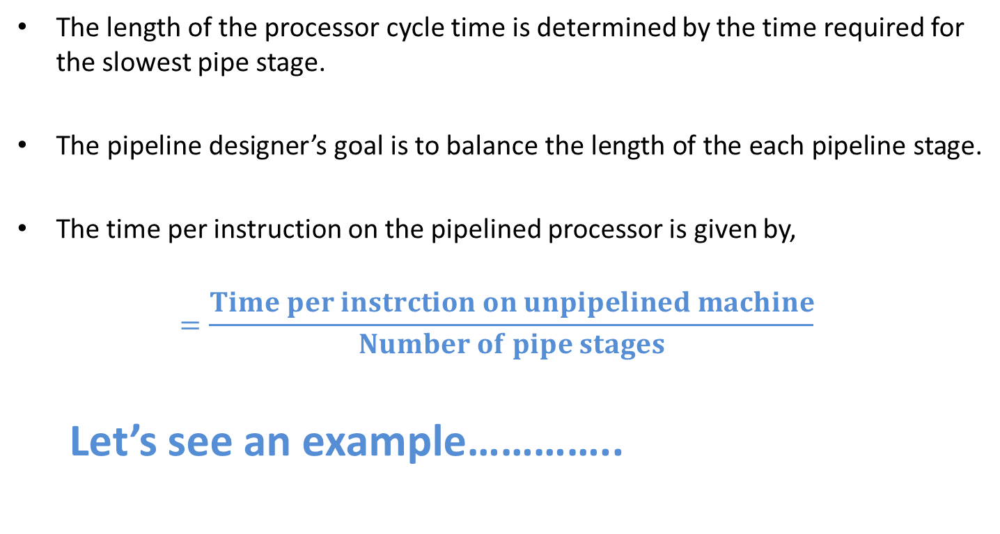 • The length of the processor cycle time is determined by the time required for
the slowest pipe stage.
• The pipeline designer’s goal is to balance the length of the each pipeline stage.
• The time per instruction on the pipelined processor is given by,
Time per instrction on unpipelined machine
=
Number of pipe stages
Let’s see an example…………..